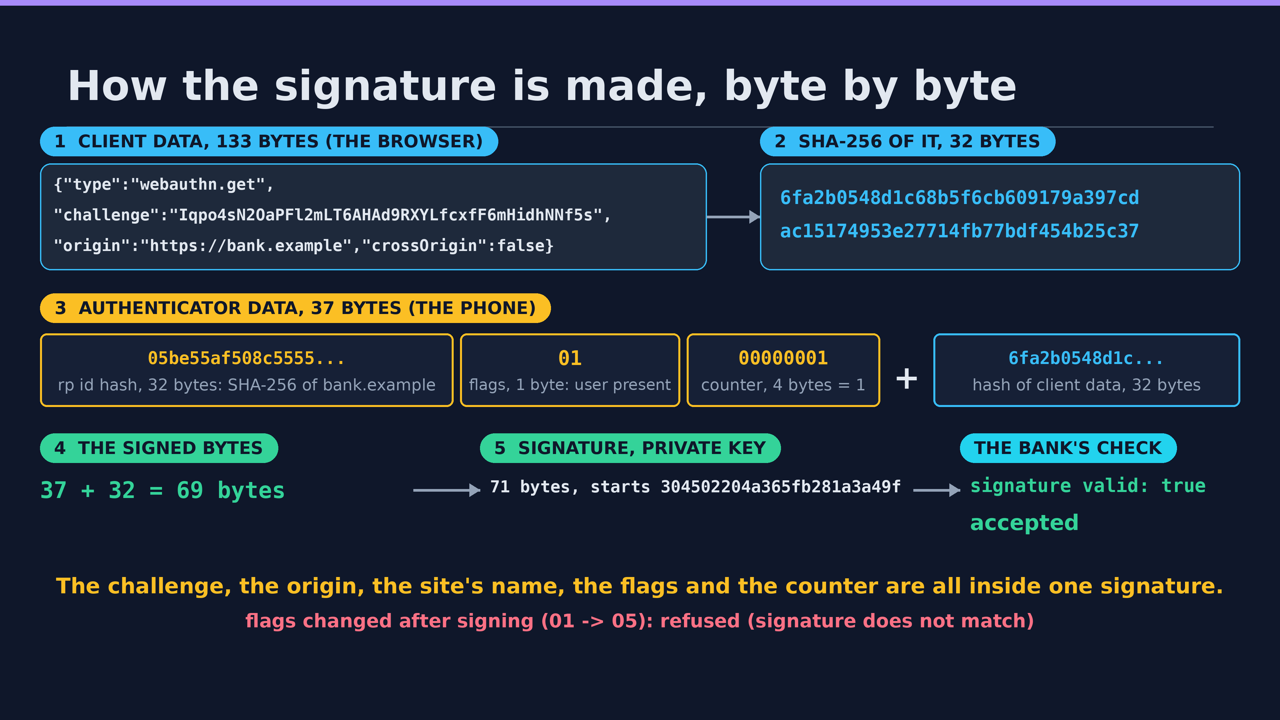 How the signature is made, byte by byte
1 CLIENT DATA, 133 BYTES (THE BROWSER)
2 SHA-256 OF IT, 32 BYTES
{"type":"webauthn.get",
"challenge":"Iqpo4sN2OaPFl2mLT6AHAd9RXYLfcxfF6mHidhNNf5s",
"origin":"https://bank.example","crossOrigin":false}
6fa2b0548d1c68b5f6cb609179a397cd
ac15174953e27714fb77bdf454b25c37
3 AUTHENTICATOR DATA, 37 BYTES (THE PHONE)
05be55af508c5555...
rp id hash, 32 bytes: SHA-256 of bank.example
01
flags, 1 byte: user present
00000001
counter, 4 bytes = 1
+
6fa2b0548d1c...
hash of client data, 32 bytes
4 THE SIGNED BYTES
37 + 32 = 69 bytes
5 SIGNATURE, PRIVATE KEY
71 bytes, starts 304502204a365fb281a3a49f
THE BANK'S CHECK
signature valid: true
accepted
The challenge, the origin, the site's name, the flags and the counter are all inside one signature.
flags changed after signing (01 -> 05): refused (signature does not match)